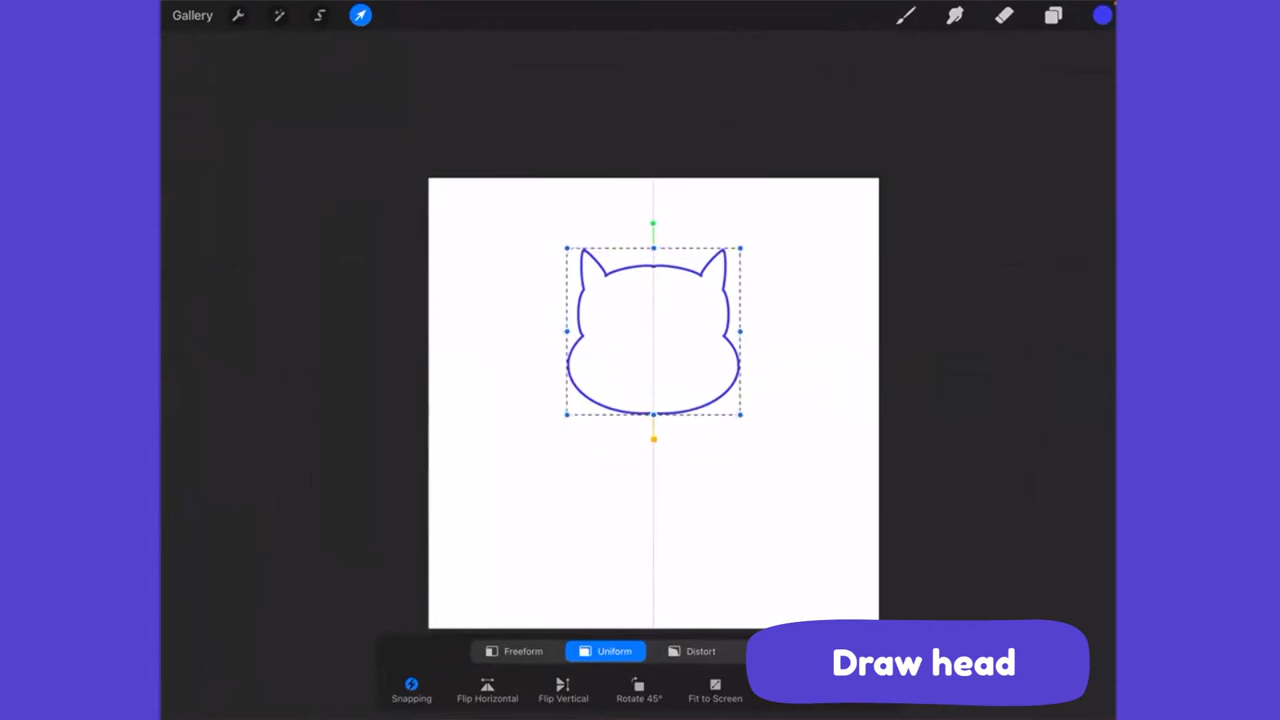 Gallery
Freeform Uniform Distort
Snapping Flip Horizontal Flip Vertical Rotate 45° Fit to Screen
Draw head